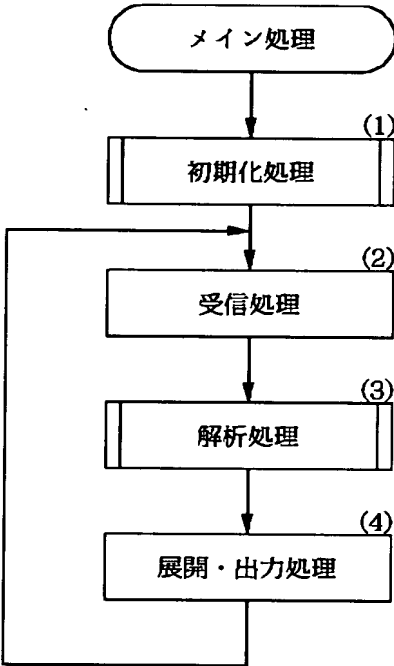 メイン処理
(1)
初期化処理
(2)
受信処理
(3)
解析処理
(4)
展開・出力処理